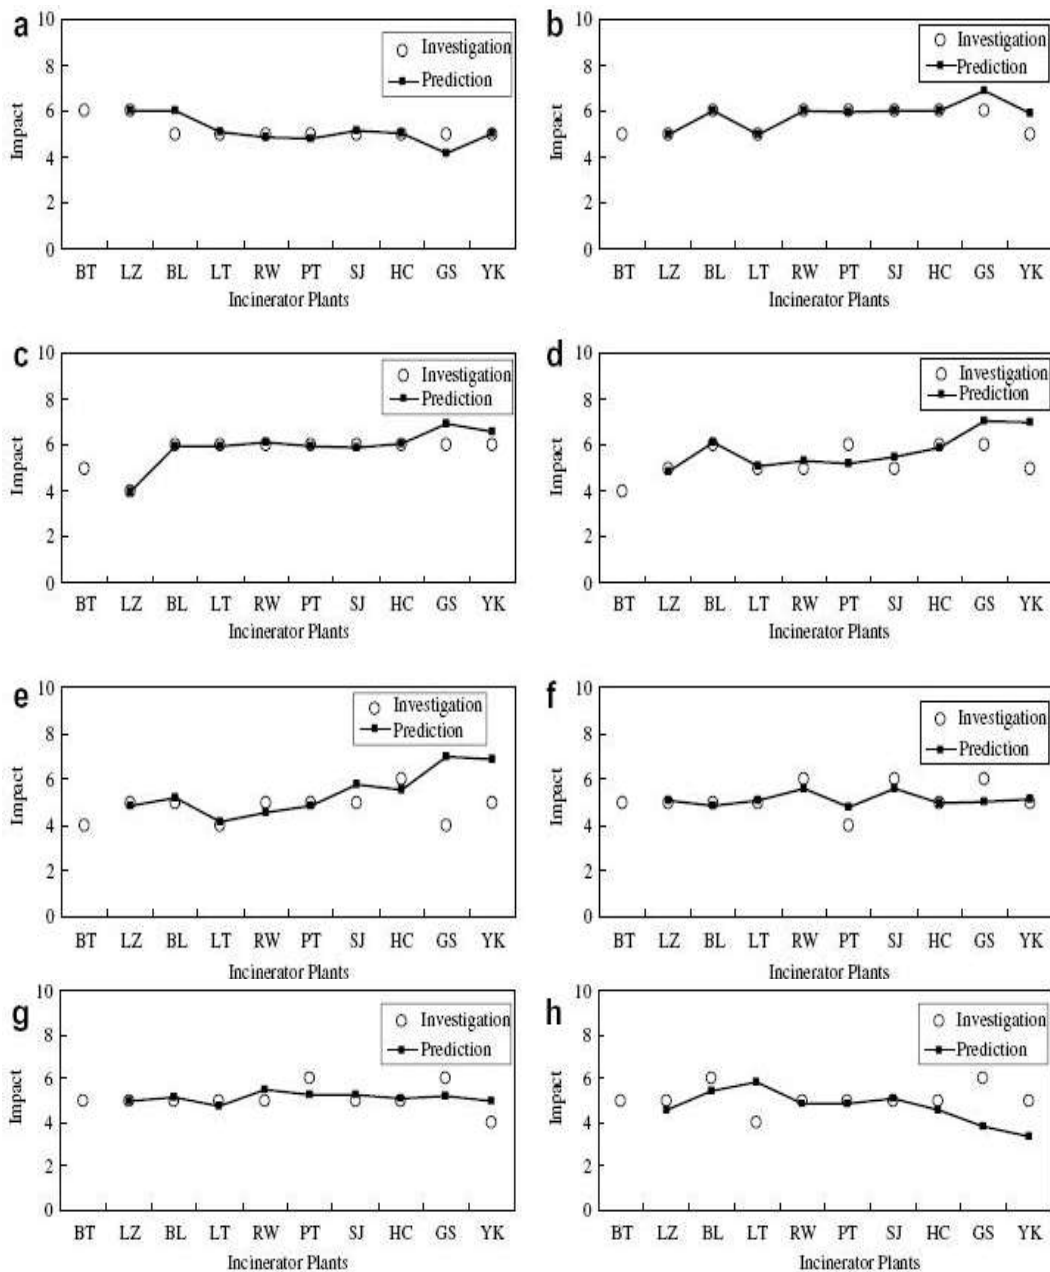 a
10
8
6
4
2
0
Impact
Investigation
Prediction
BT LZ BL LT RW PT SJ HC GS YK
Incinerator Plants
b
10
8
6
4
2
0
Impact
Investigation
Prediction
BT LZ BL LT RW PT SJ HC GS YK
Incinerator Plants
c
10
8
6
4
2
0
Impact
Investigation
Prediction
BT LZ BL LT RW PT SJ HC GS YK
Incinerator Plants
d
10
8
6
4
2
0
Impact
Investigation
Prediction
BT LZ BL LT RW PT SJ HC GS YK
Incinerator Plants
e
10
8
6
4
2
0
Impact
Investigation
Prediction
BT LZ BL LT RW PT SJ HC GS YK
Incinerator Plants
f
10
8
6
4
2
0
Impact
Investigation
Prediction
BT LZ BL LT RW PT SJ HC GS YK
Incinerator Plants
g
10
8
6
4
2
0
Impact
Investigation
Prediction
BT LZ BL LT RW PT SJ HC GS YK
Incinerator Plants
h
10
8
6
4
2
0
Impact
Investigation
Prediction
BT LZ BL LT RW PT SJ HC GS YK
Incinerator Plants